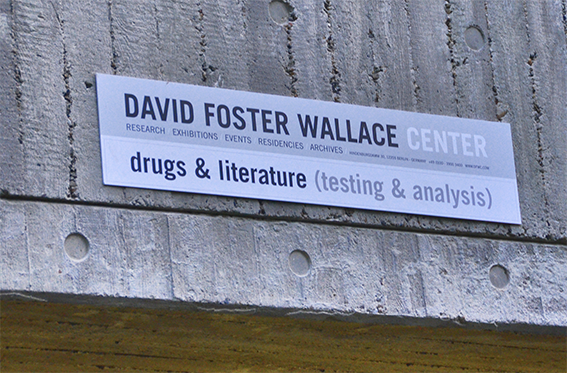 DAVID FOSTER WALLACE CENTER
RESEARCH EXHIBITIONS EVENTS RESIDENCIES ARCHIVES
drugs & literature (testing & analysis)